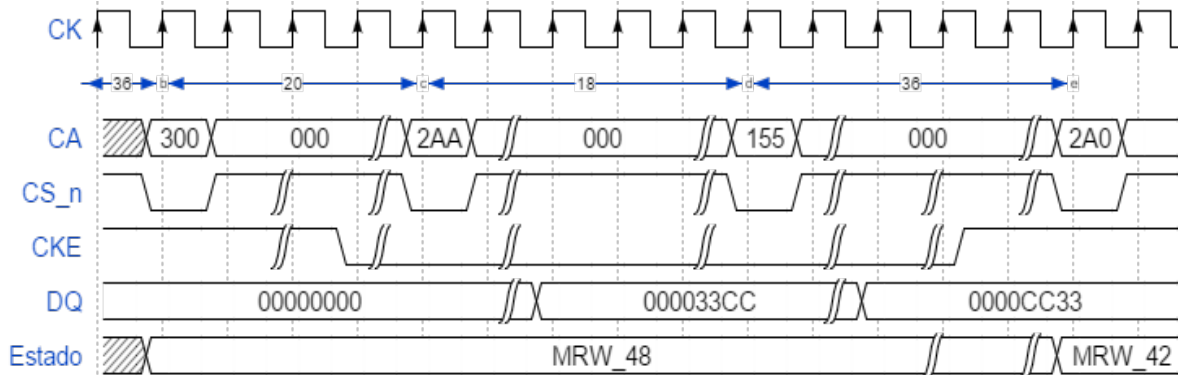 CK
36 b 20 c 18 d 36 e
CA 300 000 2AA 000 155 000 2A0
CS_n
CKE
DQ 00000000 000033CC 0000CC33
Estado MRW_48 MRW_42